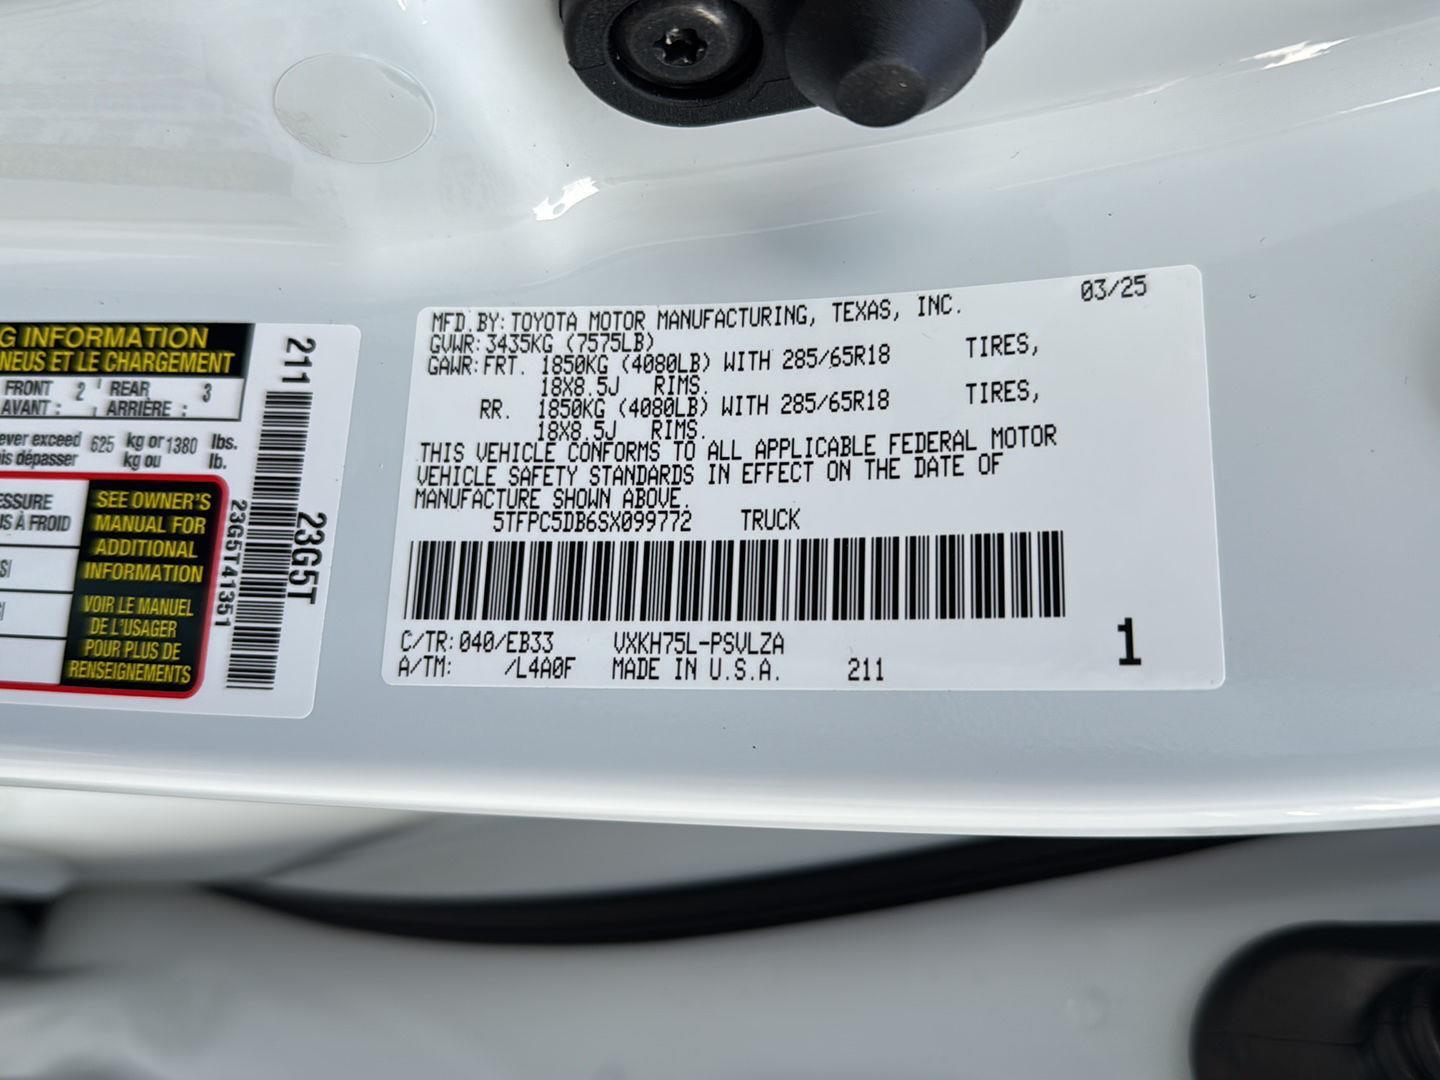 G INFORMATION
NEUS ET LE CHARGEMENT
FRONT 2 REAR 3
AVANT : ARRIÈRE :
ever exceed 625 kg or 1380 lbs.
is dépasser kg ou lb.
ESSURE
S À FROID
SEE OWNER'S
MANUAL FOR
ADDITIONAL
INFORMATION
VOIR LE MANUEL
DE L'USAGER
POUR PLUS DE
RENSEIGNEMENTS
SI
211
23G5T
23G5T41351
03/25
MFD.BY: TOYOTA MOTOR MANUFACTURING, TEXAS, INC.
GVWR: 3435KG (7575LB)
GAWR: FRT. 1850KG (4080LB) WITH 285/65R18 TIRES,
18X8.5J RIMS.
RR. 1850KG (4080LB) WITH 285/65R18 TIRES,
18X8.5J RIMS.
THIS VEHICLE CONFORMS TO ALL APPLICABLE FEDERAL MOTOR
VEHICLE SAFETY STANDARDS IN EFFECT ON THE DATE OF
MANUFACTURE SHOWN ABOVE.
5TFPC5DB6SX099772 TRUCK
C/TR: 040/EB33 VXKH75L-PSVLZA
A/TM: /L4A0F MADE IN U.S.A. 211
1